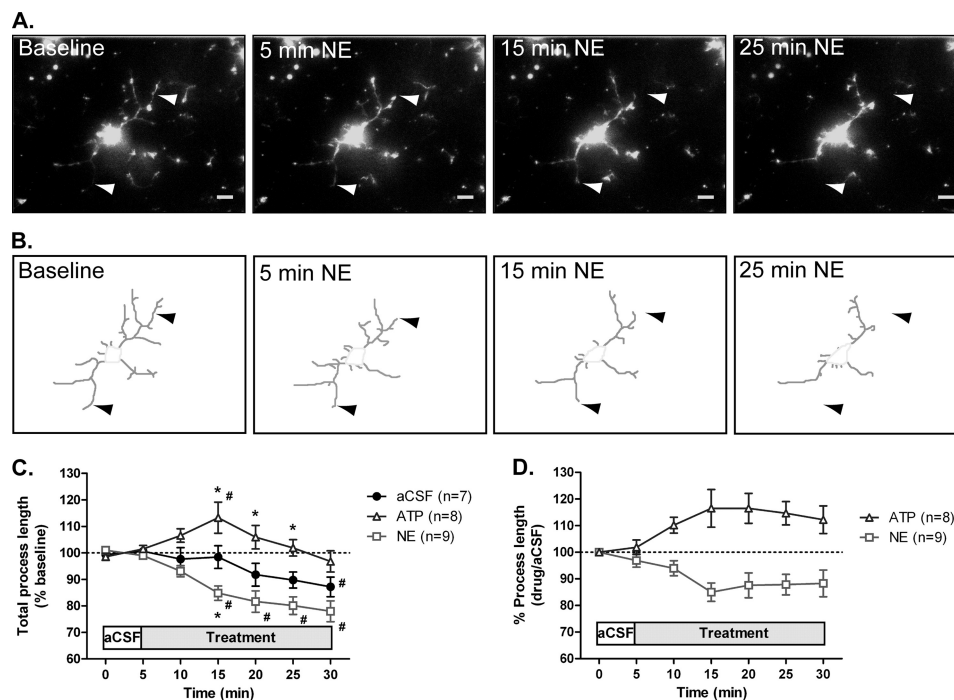 A.
Baseline
5 min NE
15 min NE
25 min NE
B.
Baseline
5 min NE
15 min NE
25 min NE
C.
130
120
110
100
90
80
70
60
Total process length
(% baseline)
* #
*
*
#
#
*
#
#
#
aCSF
Treatment
0 5 10 15 20 25 30
Time (min)
aCSF (n=7)
ATP (n=8)
NE (n=9)
D.
130
120
110
100
90
80
70
60
% Process length
(drug/aCSF)
aCSF
Treatment
0 5 10 15 20 25 30
Time (min)
ATP (n=8)
NE (n=9)